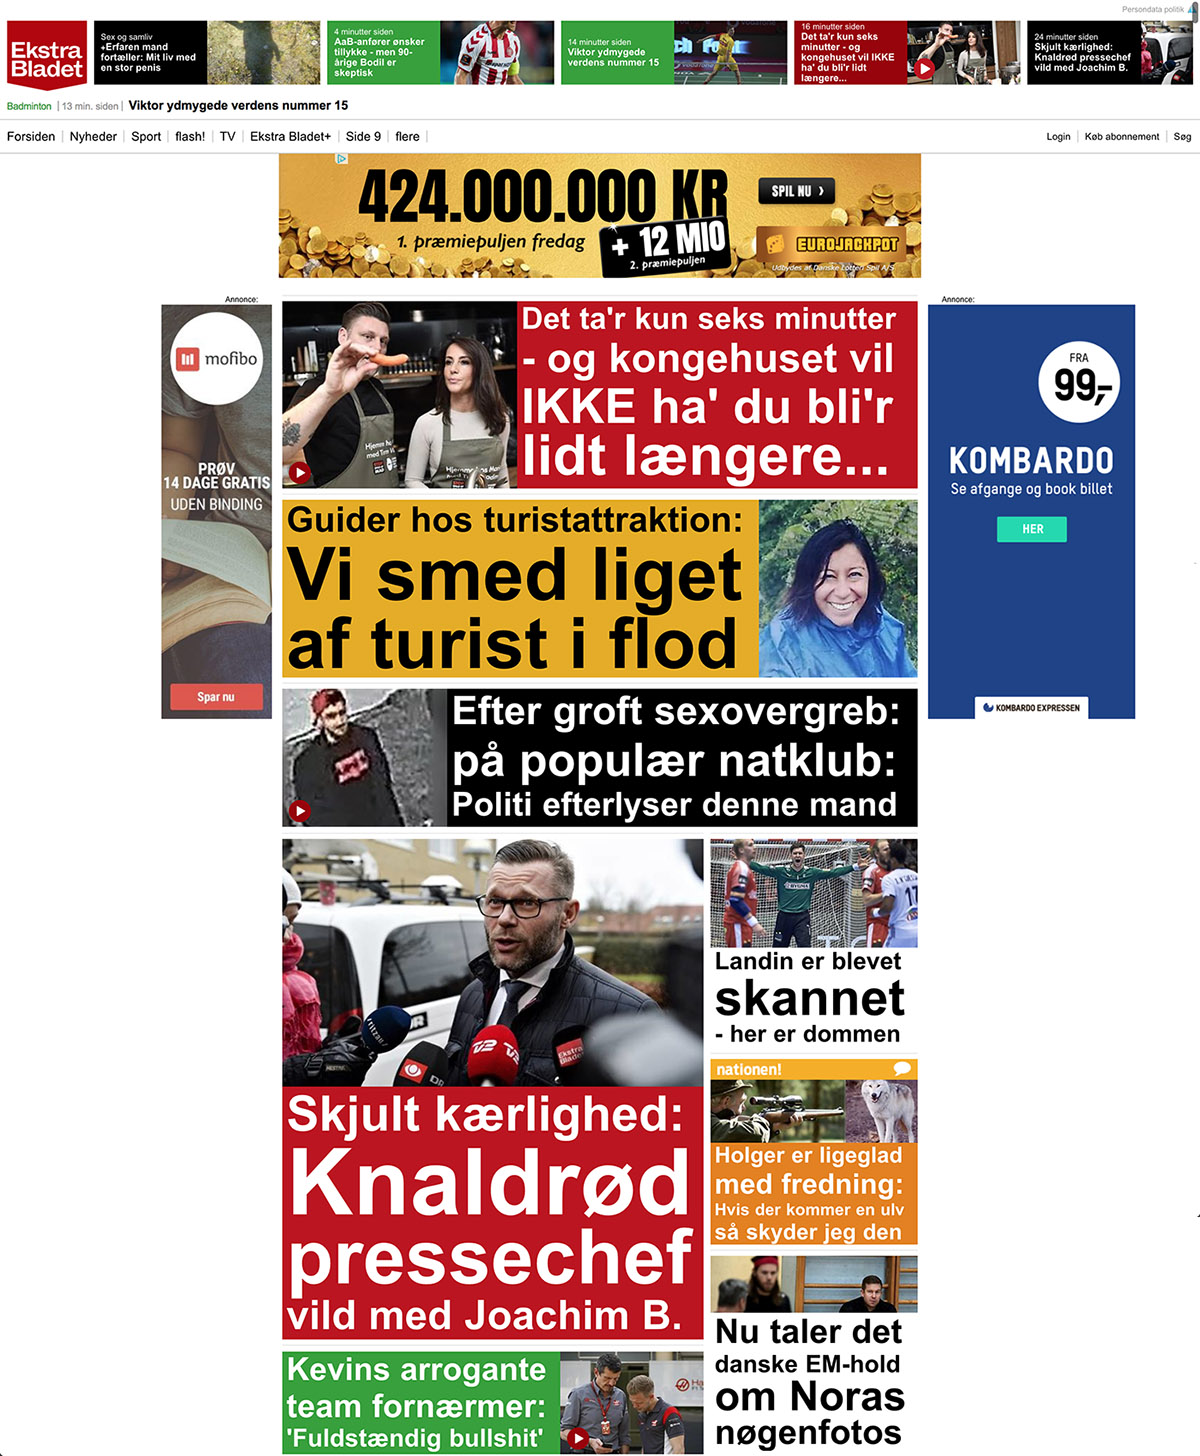 Persondata politik
Ekstra
Bladet
Sex og samliv
+Erfaren mand
fortæller: Mit liv med
en stor penis
4 minutter siden
AaB-anfører ønsker
tillykke - men 90-
årige Bodil er
skeptisk
14 minutter siden
Viktor ydmygede
verdens nummer 15
16 minutter siden
Det ta'r kun seks
minutter - og
kongehuset vil IKKE
ha' du bli'r lidt
længere...
24 minutter siden
Skjult kærlighed:
Knaldrød pressechef
vild med Joachim B.
Badminton | 13 min. siden | Viktor ydmygede verdens nummer 15
Forsiden | Nyheder | Sport | flash! | TV | Ekstra Bladet+ | Side 9 | flere |
Login | Køb abonnement | Søg
424.000.000 KR
1. præmiepuljen fredag
+ 12 MIO
2. præmiepuljen
SPIL NU
EUROJACKPOT
Udbydes af Danske Lotteri Spil A/S
Annonce:
mofibo
PRØV
14 DAGE GRATIS
UDEN BINDING
Spar nu
Det ta'r kun seks minutter
- og kongehuset vil
IKKE ha' du bli'r
lidt længere...
Annonce:
FRA
99,-
KOMBARDO
Se afgange og book billet
HER
KOMBARDO EXPRESSEN
Guider hos turistattraktion:
Vi smed liget
af turist i flod
Efter groft sexovergreb:
på populær natklub:
Politi efterlyser denne mand
TV2
TV2
DR
Ekstra
Bladet
Skjult kærlighed:
Knaldrød
pressechef
vild med Joachim B.
Landin er blevet
skannet
- her er dommen
nationen!
Holger er ligeglad
med fredning:
Hvis der kommer en ulv
så skyder jeg den
Nu taler det
danske EM-hold
om Noras
nøgenfotos
Kevins arrogante
team fornærmer:
'Fuldstændig bullshit'